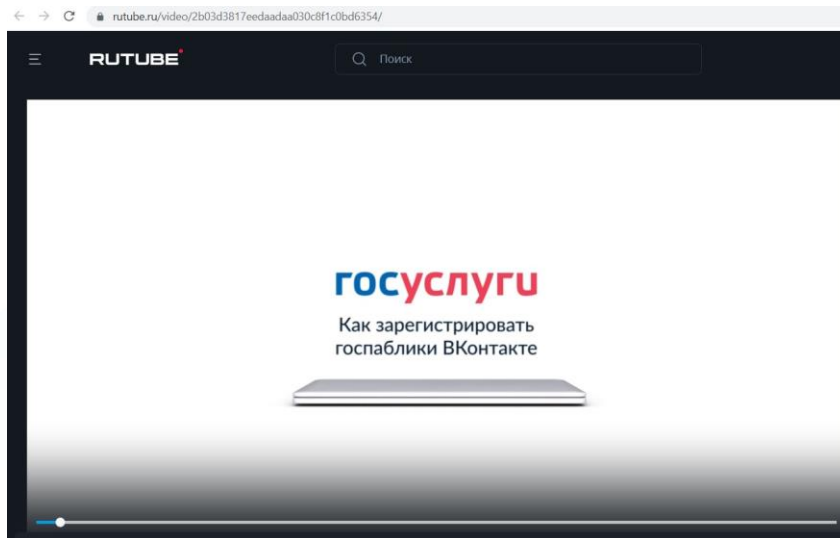 rutube.ru/video/2b03d3817eedaadaa030c8f1c0bd6354/
RUTUBE
Поиск
госуслуги
Как зарегистрировать
госпаблики ВКонтакте